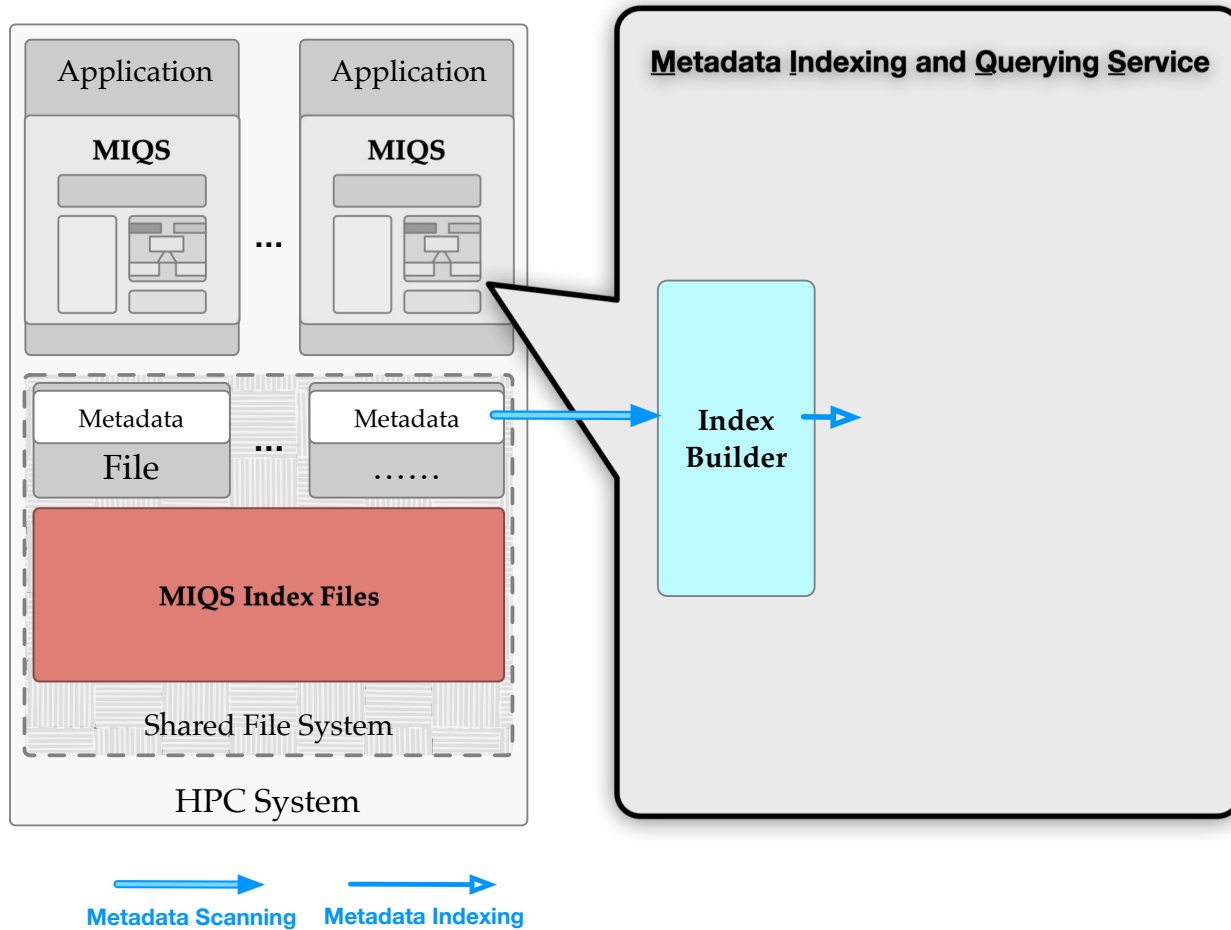 Application
Application
Metadata Indexing and Querying Service
MIQS
MIQS
...
Metadata
Metadata
...
File
......
Index
Builder
MIQS Index Files
Shared File System
HPC System
Metadata Scanning
Metadata Indexing